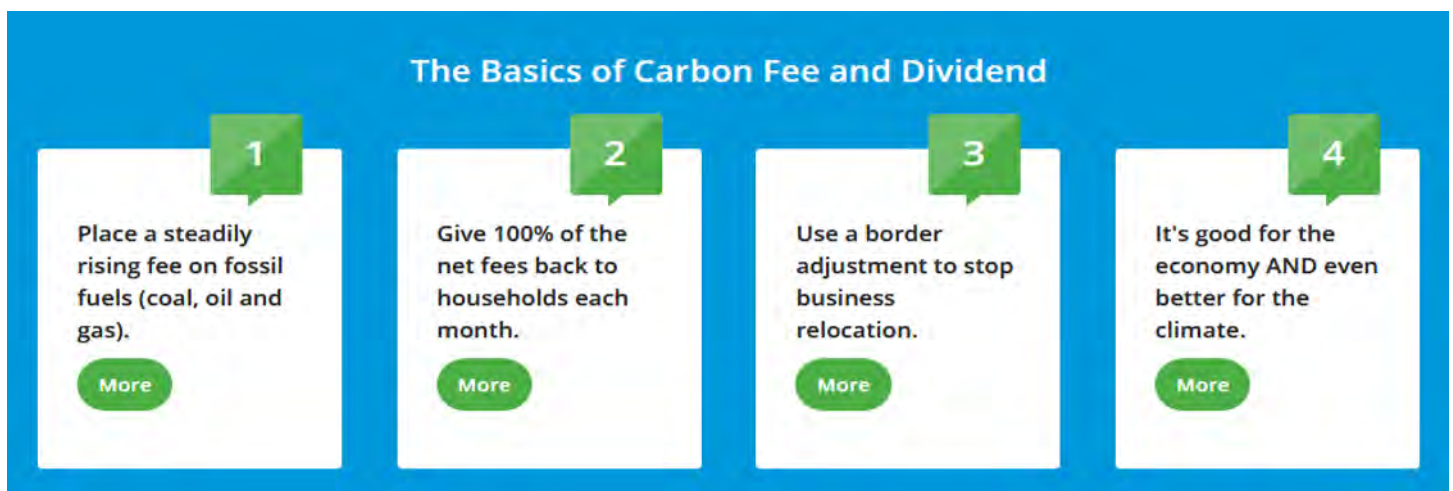 The Basics of Carbon Fee and Dividend
1
Place a steadily
rising fee on fossil
fuels (coal, oil and
gas).
More
2
Give 100% of the
net fees back to
households each
month.
More
3
Use a border
adjustment to stop
business
relocation.
More
4
It's good for the
economy AND even
better for the
climate.
More